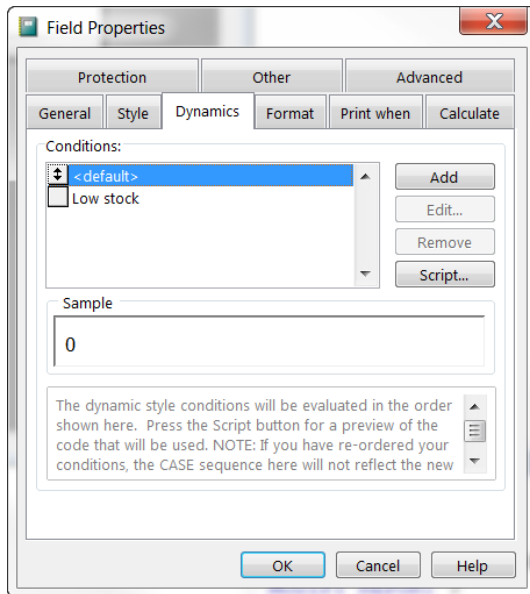 Field Properties
Protection
Other
Advanced
General
Style
Dynamics
Format
Print when
Calculate
Conditions:
<default>
Low stock
Add
Edit...
Remove
Script...
Sample
0
The dynamic style conditions will be evaluated in the order
shown here. Press the Script button for a preview of the
code that will be used. NOTE: If you have re-ordered your
conditions, the CASE sequence here will not reflect the new
OK
Cancel
Help